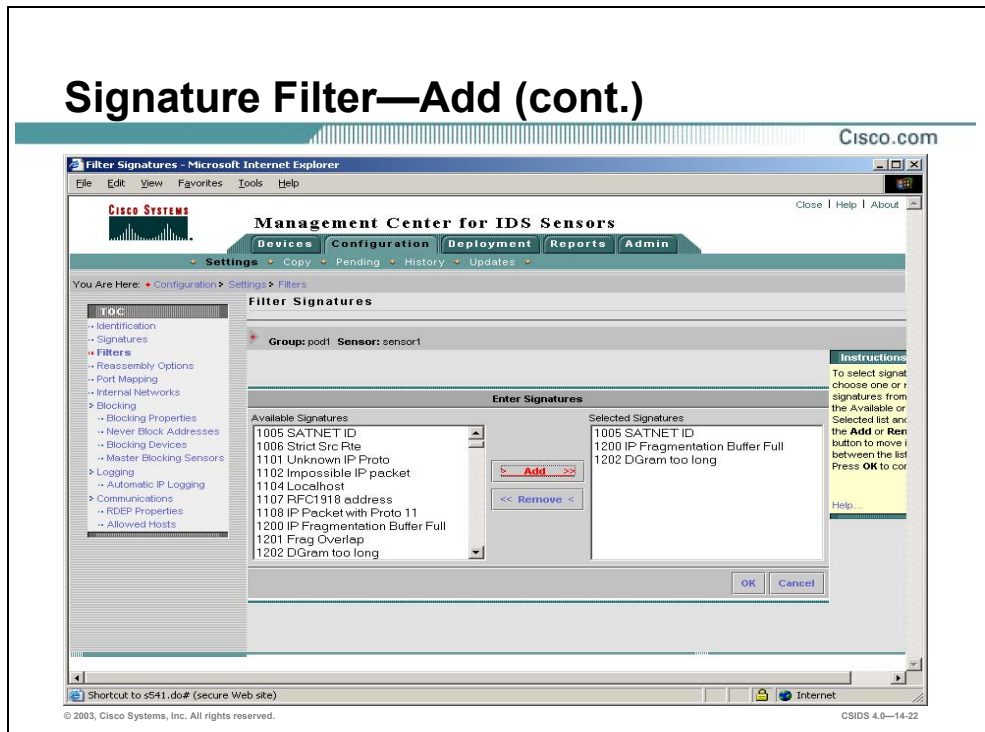 Signature Filter—Add (cont.)
Cisco.com
Filter Signatures - Microsoft Internet Explorer
File Edit View Favorites Tools Help
Close | Help | About
CISCO SYSTEMS
Management Center for IDS Sensors
Devices Configuration Deployment Reports Admin
Settings Copy Pending History Updates
You Are Here: Configuration > Settings > Filters
TOC
Identification
Signatures
Filters
Reassembly Options
Port Mapping
Internal Networks
Blocking
Blocking Properties
Never Block Addresses
Blocking Devices
Master Blocking Sensors
Logging
Automatic IP Logging
Communications
RDEP Properties
Allowed Hosts
Filter Signatures
Group: pod1 Sensor: sensor1
Enter Signatures
Available Signatures
1005 SATNET ID
1006 Strict Src Rte
1101 Unknown IP Proto
1102 Impossible IP packet
1104 Localhost
1107 RFC1918 address
1108 IP Packet with Proto 11
1200 IP Fragmentation Buffer Full
1201 Frag Overlap
1202 DGram too long
> Add >>
<< Remove <
Selected Signatures
1005 SATNET ID
1200 IP Fragmentation Buffer Full
1202 DGram too long
OK Cancel
Instructions
To select signat
choose one or
signatures from
the Available or
Selected list and
the Add or Rem
button to move i
between the list
Press OK to cor
Help...
Shortcut to s541.do# (secure Web site)
Internet
© 2003, Cisco Systems, Inc. All rights reserved.
CSIDS 4.0—14-22